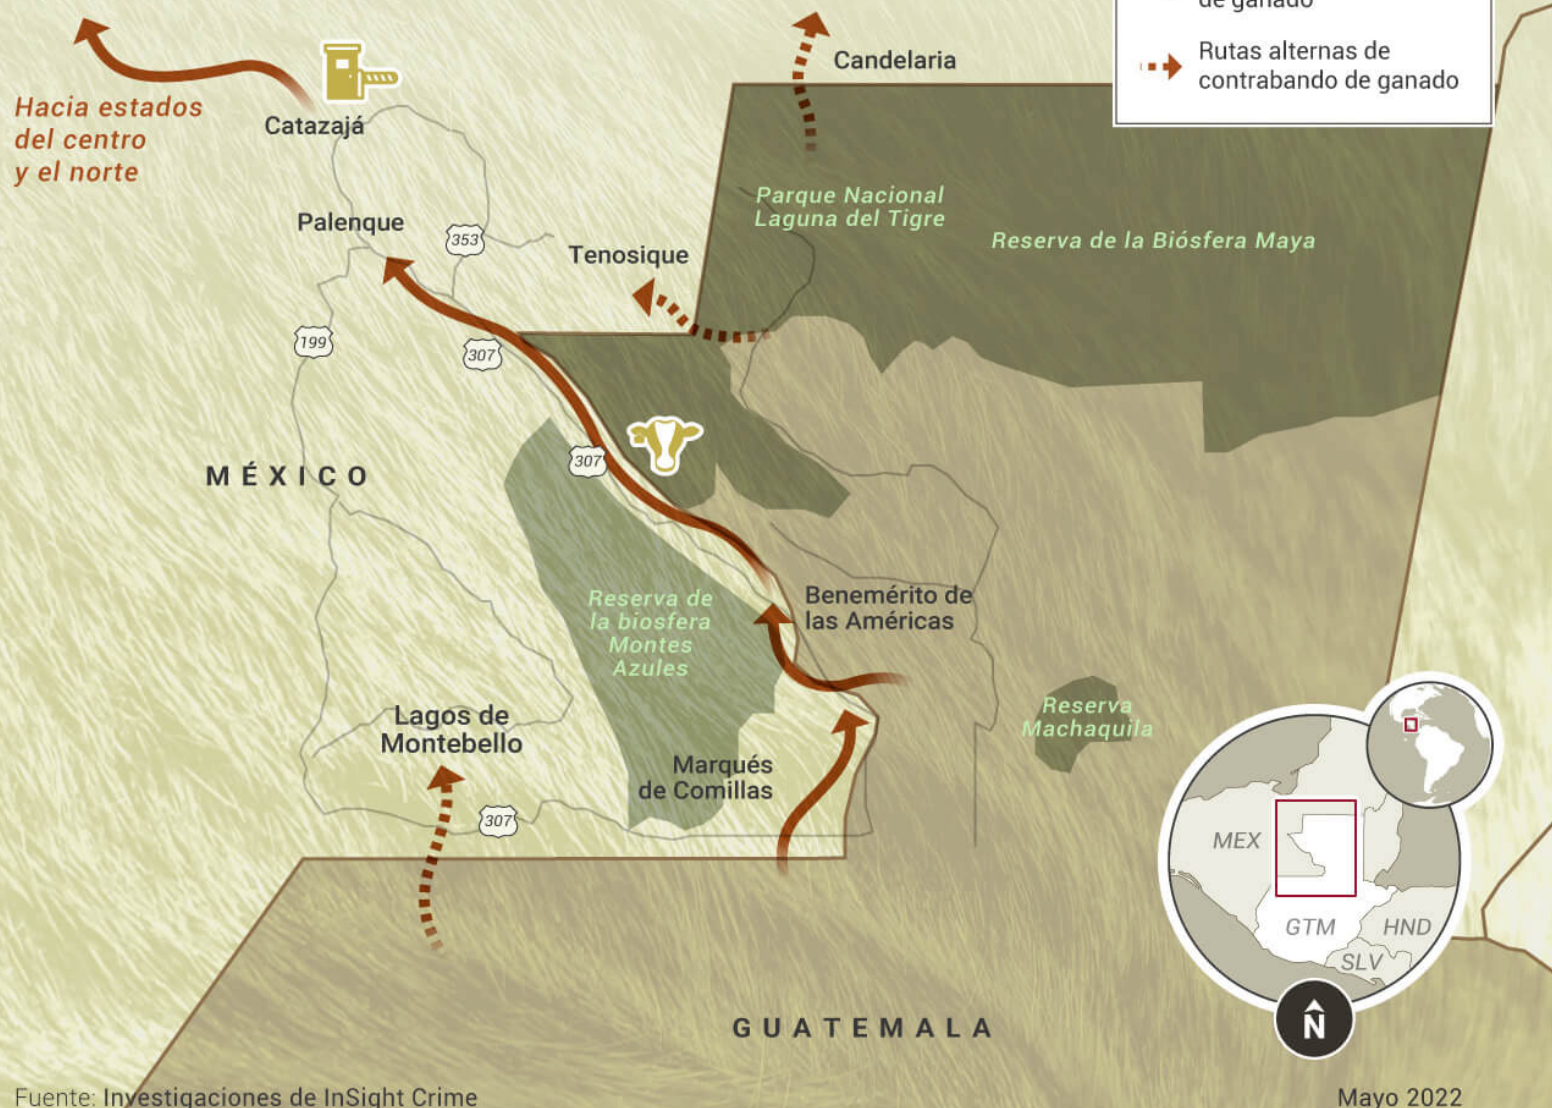 de ganado
Rutas alternas de
contrabando de ganado
Candelaria
Hacia estados
del centro
y el norte
Catazajá
Parque Nacional
Laguna del Tigre
Reserva de la Biósfera Maya
Palenque
353
Tenosique
199
307
307
MÉXICO
Reserva de
la biosfera
Montes
Azules
Benemérito de
las Américas
Lagos de
Montebello
Reserva
Machaquila
Marqués
de Comillas
307
MEX
GTM
HND
SLV
N
GUATEMALA
Fuente: Investigaciones de InSight Crime
Mayo 2022